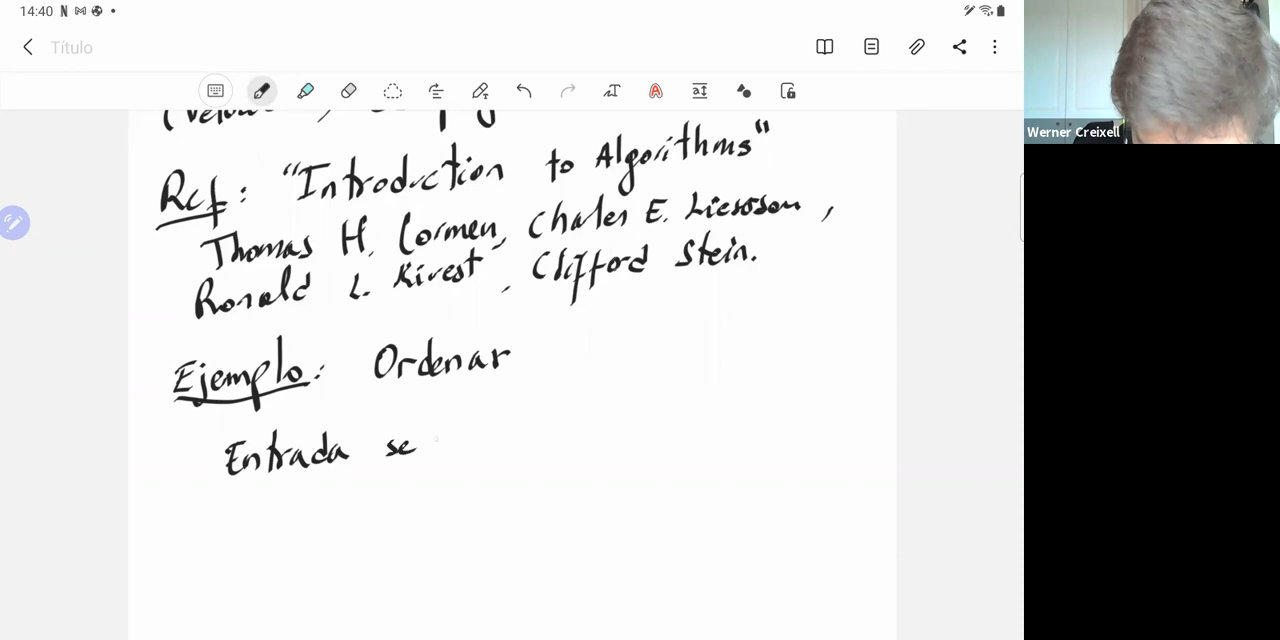 14:40
Título
Ref: "Introduction to Algorithms"
Thomas H. Cormen, Charles E. Lieserson,
Ronald L. Rivest, Clifford Stein.
Ejemplo: Ordenar
Entrada se
Werner Creixell